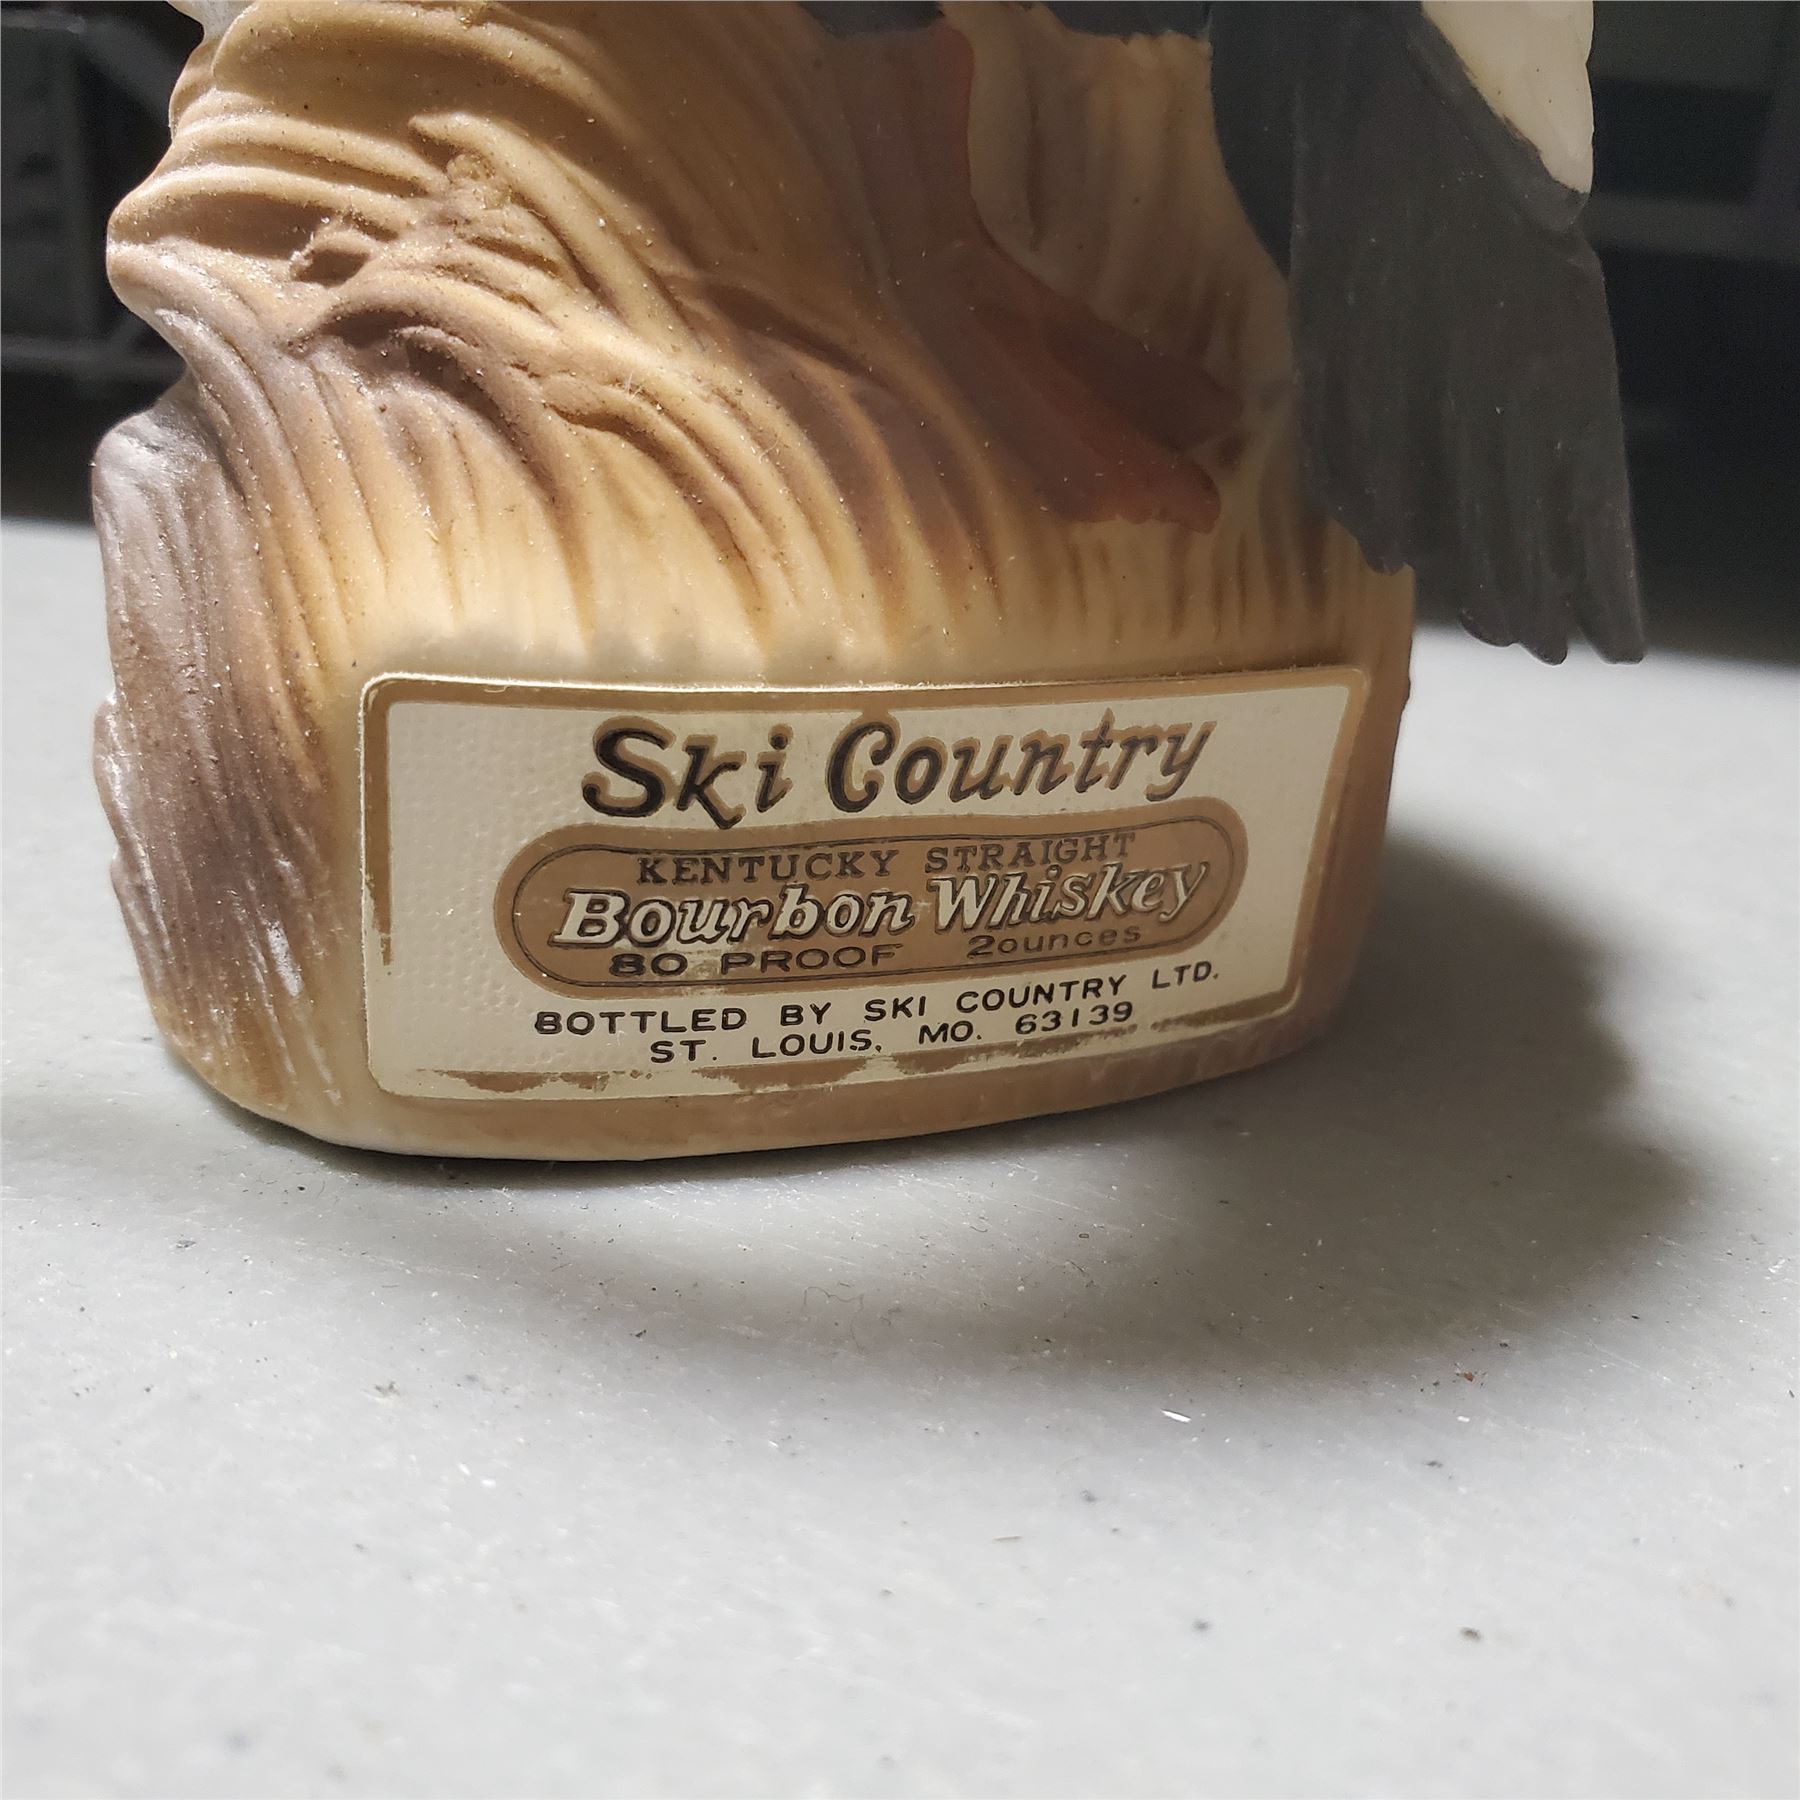 Ski Country
KENTUCKY STRAIGHT
Bourbon Whiskey
80 PROOF 2ounces
BOTTLED BY SKI COUNTRY LTD.
ST. LOUIS, MO. 63139